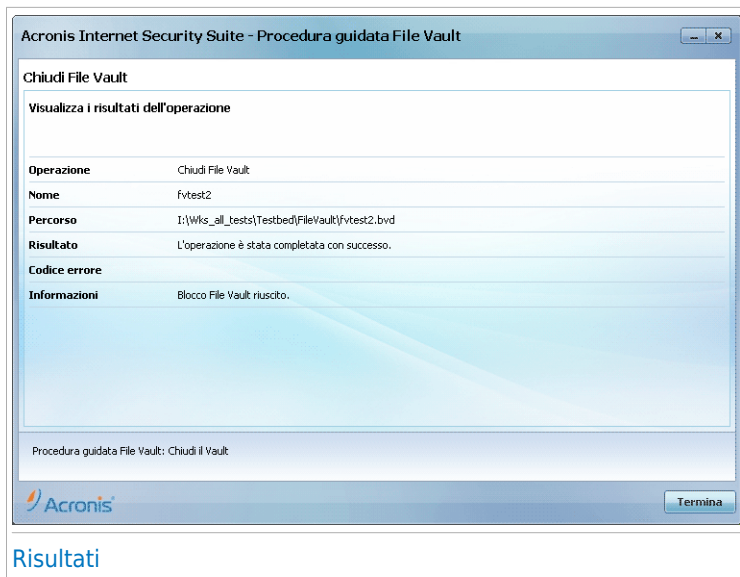 Acronis Internet Security Suite - Procedura guidata File Vault
Chiudi File Vault
Visualizza i risultati dell'operazione
Operazione Chiudi File Vault
Nome fvtest2
Percorso I:\Wks_all_tests\Testbed\FileVault\fvtest2.bvd
Risultato L'operazione è stata completata con successo.
Codice errore
Informazioni Blocco File Vault riuscito.
Procedura guidata File Vault: Chiudi il Vault
Acronis
Termina
Risultati